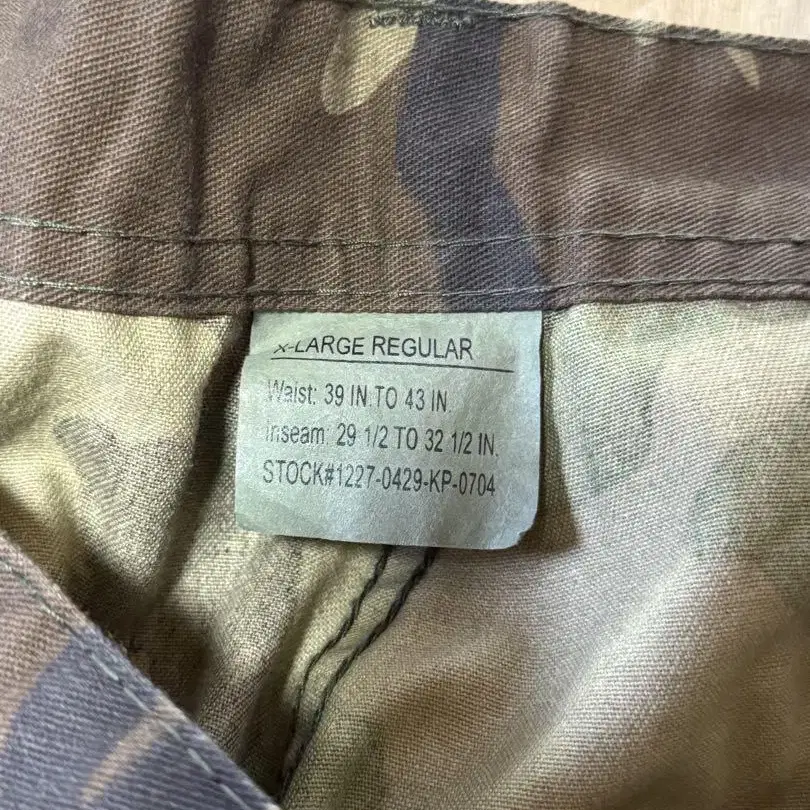 X-LARGE REGULAR
Waist: 39 IN.TO 43 IN.
Inseam: 29 1/2 TO 32 1/2 IN.
STOCK#1227-0429-KP-0704